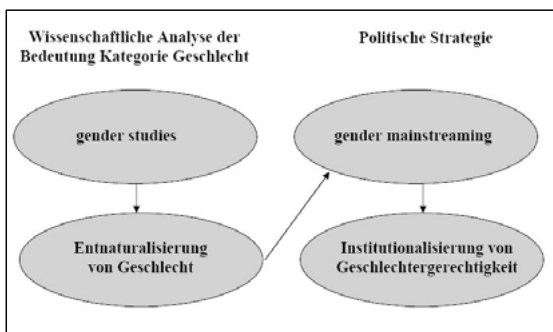 Wissenschaftliche Analyse der
Bedeutung Kategorie Geschlecht
Politische Strategie
gender studies
gender mainstreaming
Entnaturalisierung
von Geschlecht
Institutionalisierung von
Geschlechtergerechtigkeit